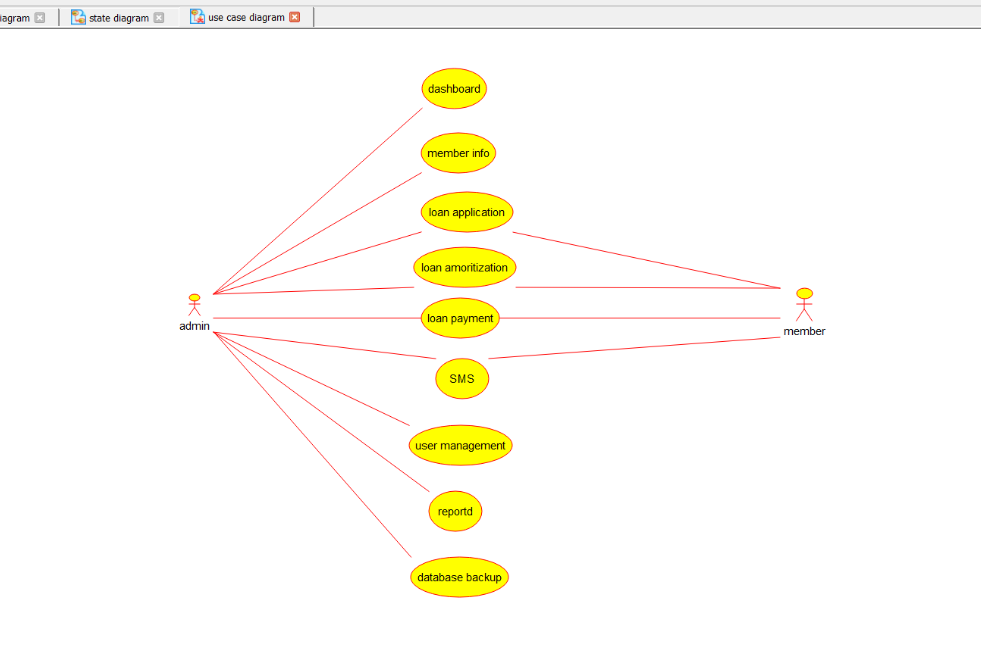 iagram
state diagram
use case diagram
dashboard
member info
loan application
loan amoritization
admin
loan payment
member
SMS
user management
reportd
database backup